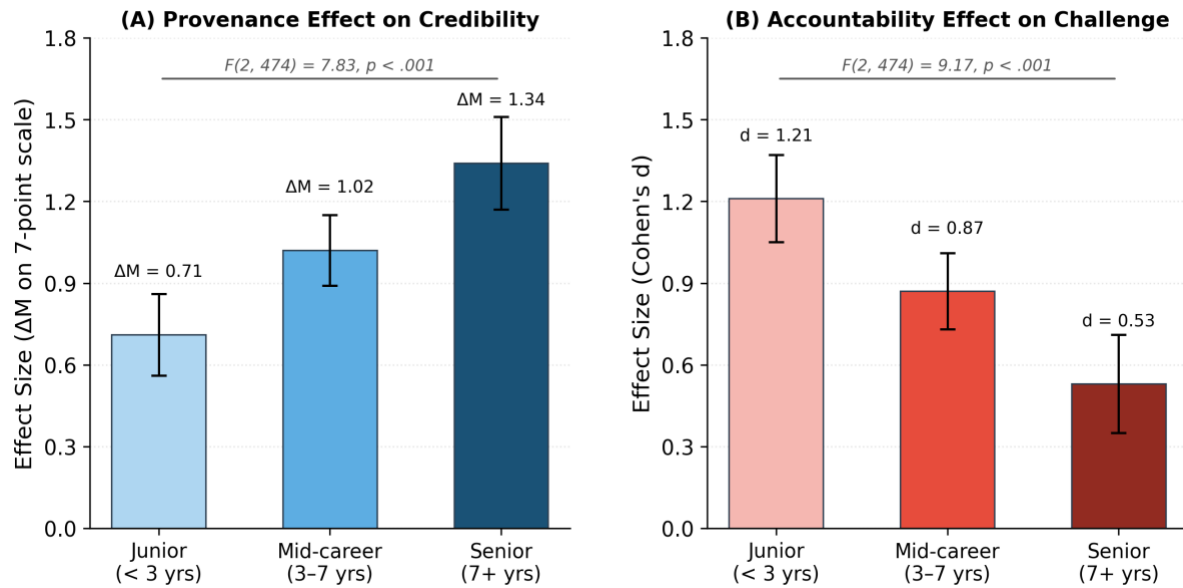 (A) Provenance Effect on Credibility
Effect Size (ΔM on 7-point scale)
1.8
1.5
1.2
0.9
0.6
0.3
0.0
F(2, 474) = 7.83, p < .001
ΔM = 0.71
ΔM = 1.02
ΔM = 1.34
Junior
(< 3 yrs)
Mid-career
(3–7 yrs)
Senior
(7+ yrs)
(B) Accountability Effect on Challenge
Effect Size (Cohen's d)
1.8
1.5
1.2
0.9
0.6
0.3
0.0
F(2, 474) = 9.17, p < .001
d = 1.21
d = 0.87
d = 0.53
Junior
(< 3 yrs)
Mid-career
(3–7 yrs)
Senior
(7+ yrs)